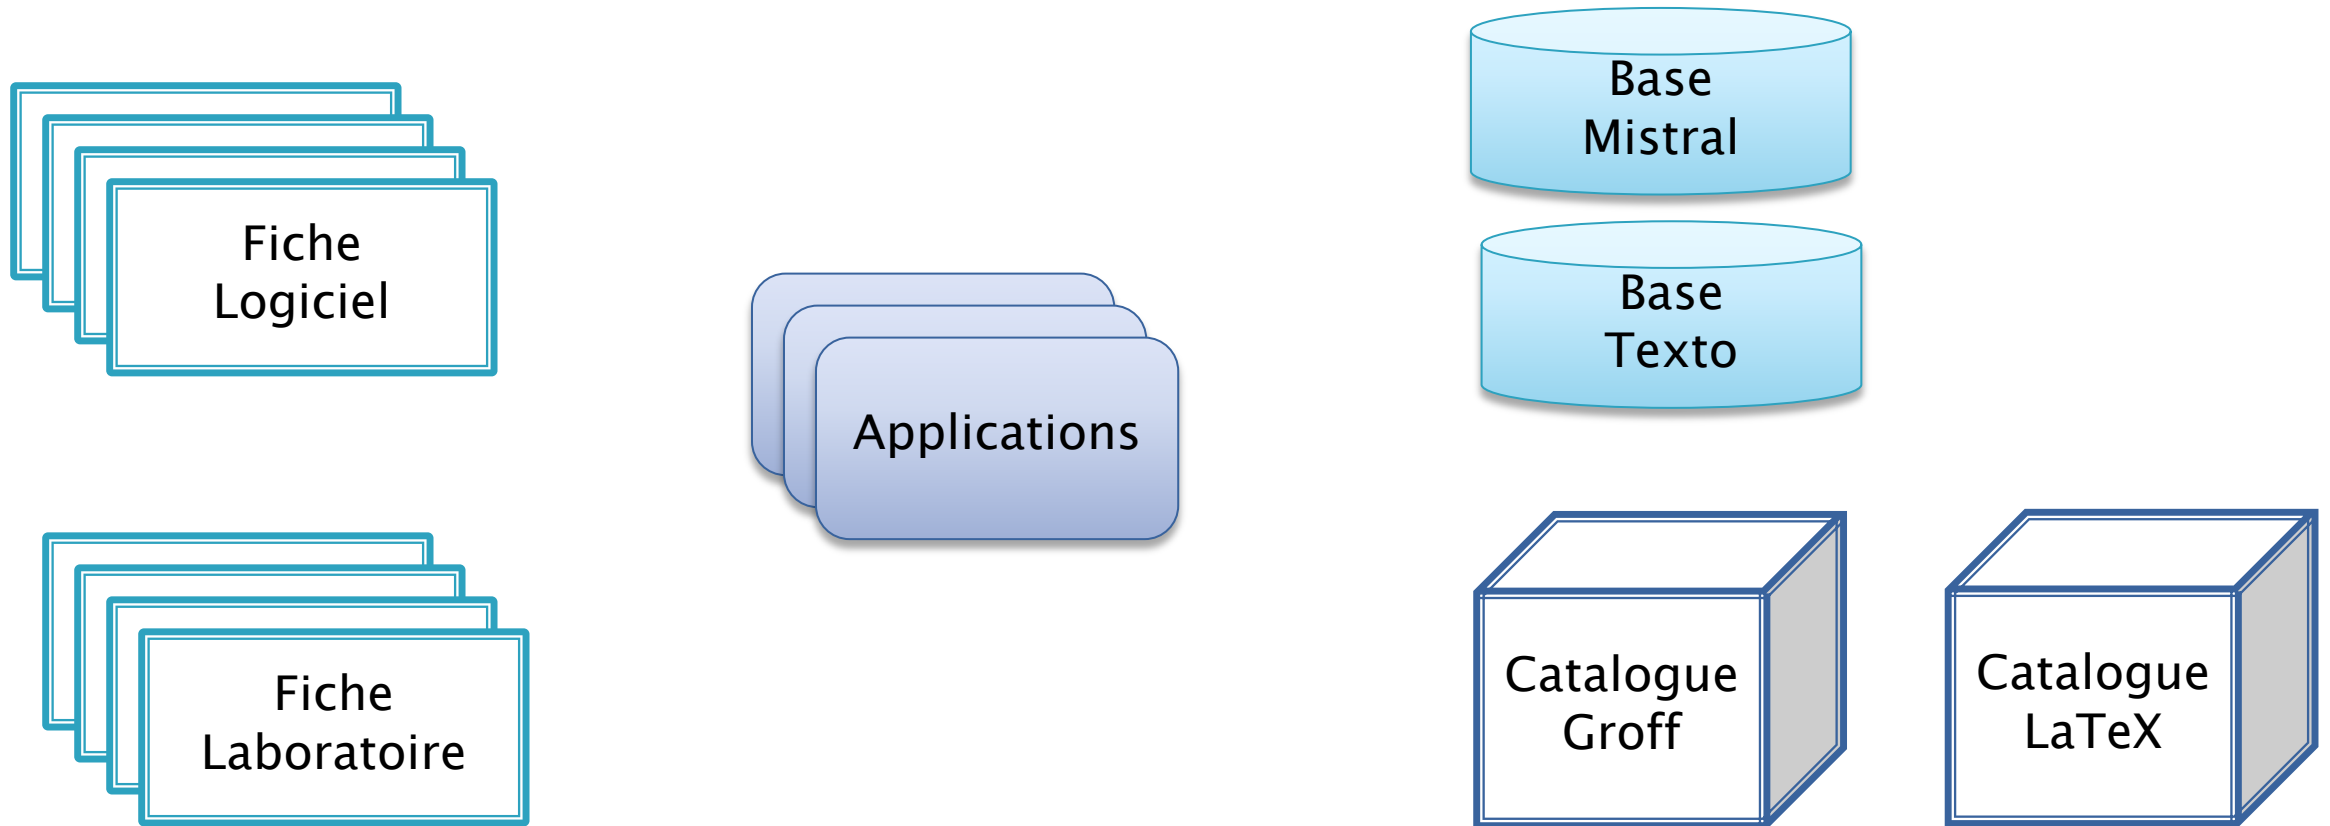 Fiche
Logiciel
Fiche
Laboratoire
Applications
Base
Mistral
Base
Texto
Catalogue
Groff
Catalogue
LaTeX